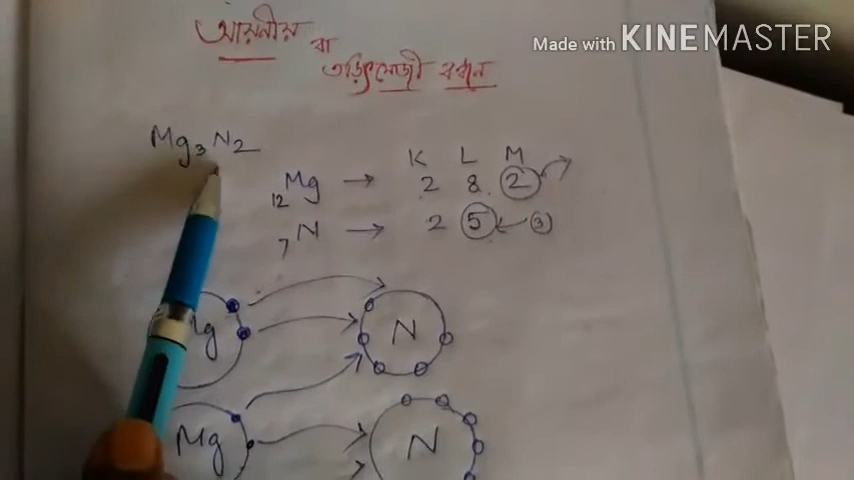 আয়নীয় বা
তড়িৎযোজী বন্ধন
Made with KINEMASTER
Mg3N2
K L M
12Mg → 2 8 2
7N → 2 5 3
Mg N
Mg N